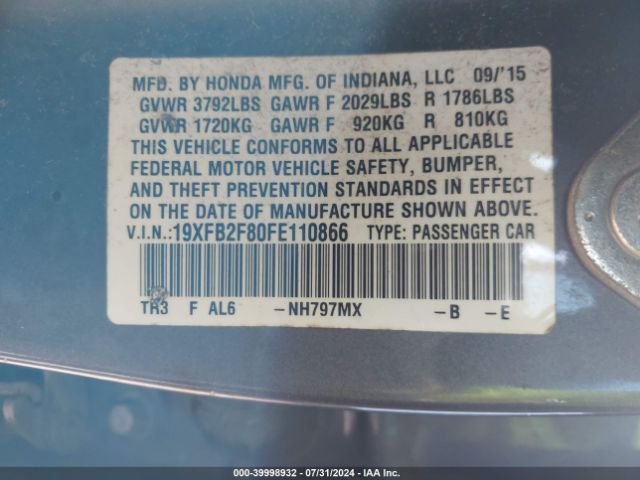 MFD. BY HONDA MFG. OF INDIANA, LLC 09/'15
GVWR 3792LBS GAWR F 2029LBS R 1786LBS
GVWR 1720KG GAWR F 920KG R 810KG
THIS VEHICLE CONFORMS TO ALL APPLICABLE
FEDERAL MOTOR VEHICLE SAFETY, BUMPER,
AND THEFT PREVENTION STANDARDS IN EFFECT
ON THE DATE OF MANUFACTURE SHOWN ABOVE.
V.I.N.:19XFB2F80FE110866 TYPE: PASSENGER CAR
TR3 F AL6 -NH797MX -B -E
000-39998932 - 07/31/2024 - IAA Inc.